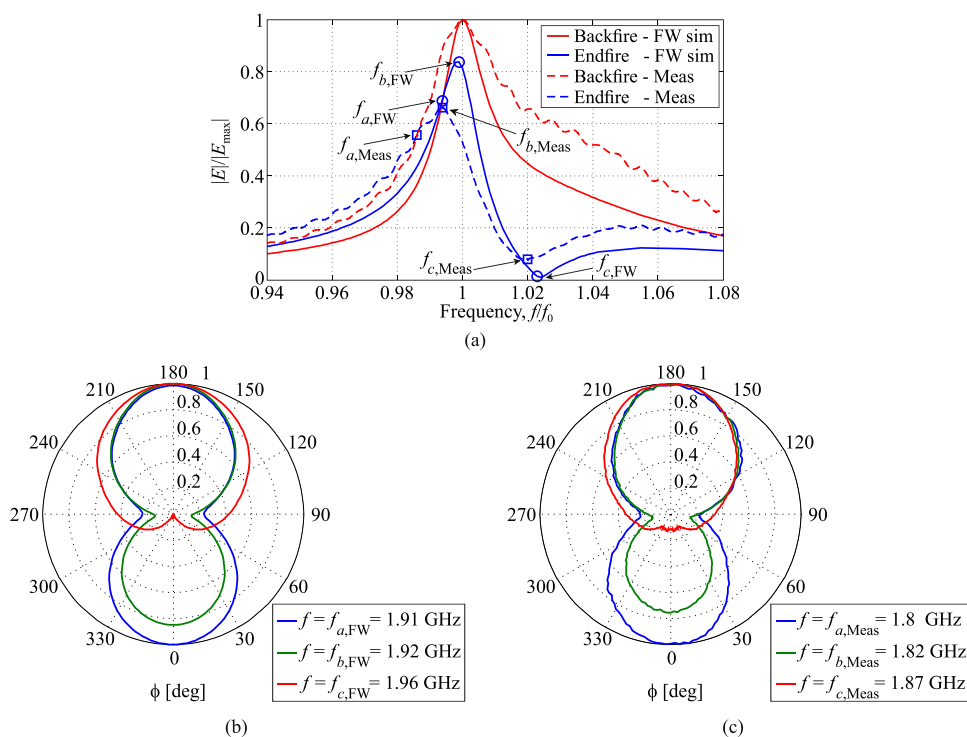 1
0.8
0.6
0.4
0.2
0
|E|/|E_max|
Backfire - FW sim
Endfire - FW sim
Backfire - Meas
Endfire - Meas
f_b,FW
f_a,FW
f_a,Meas
f_b,Meas
f_c,Meas
f_c,FW
0.94 0.96 0.98 1 1.02 1.04 1.06 1.08
Frequency, f/f_0
(a)
180 1
210 150
0.8
240 0.6 120
0.4
0.2
270 90
300 60
330 30
0
ϕ [deg]
f = f_a,FW = 1.91 GHz
f = f_b,FW = 1.92 GHz
f = f_c,FW = 1.96 GHz
(b)
180 1
210 150
0.8
240 0.6 120
0.4
0.2
270 90
300 60
330 30
0
ϕ [deg]
f = f_a,Meas = 1.8 GHz
f = f_b,Meas = 1.82 GHz
f = f_c,Meas = 1.87 GHz
(c)